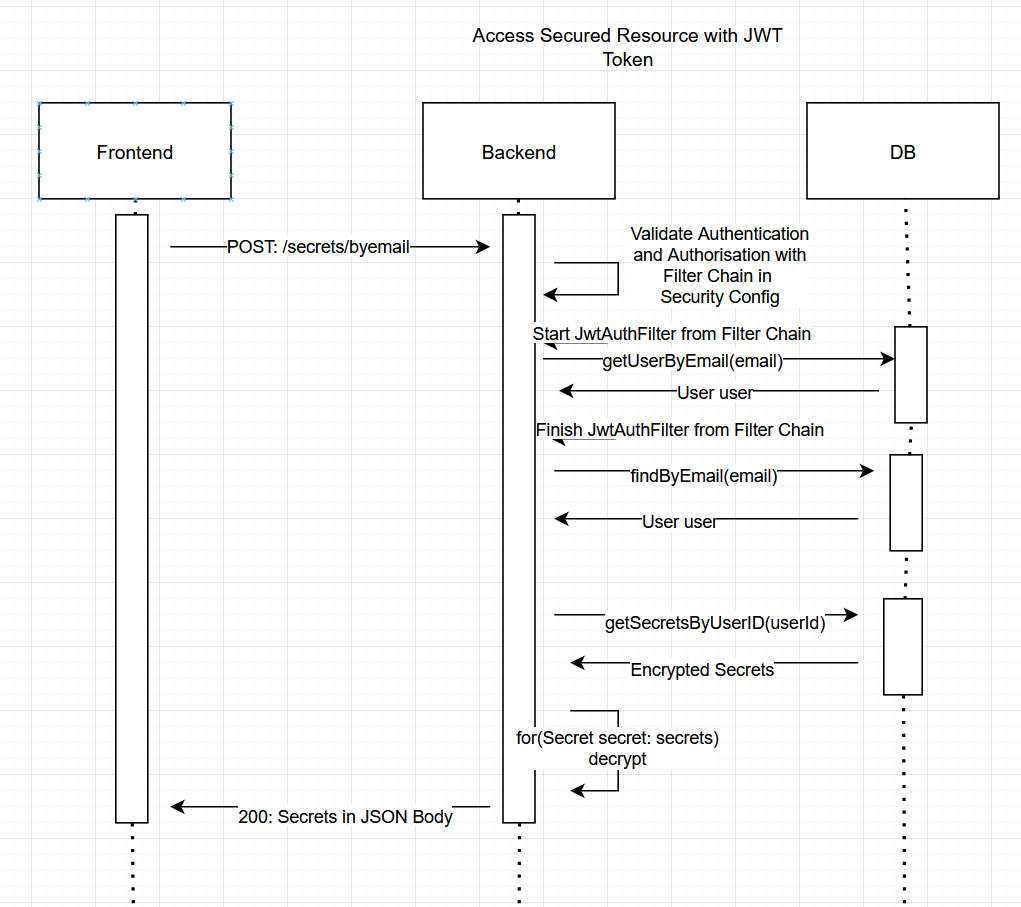 Access Secured Resource with JWT
Token
Frontend
Backend
DB
POST: /secrets/byemail
Validate Authentication
and Authorisation with
Filter Chain in
Security Config
Start JwtAuthFilter from Filter Chain
getUserByEmail(email)
User user
Finish JwtAuthFilter from Filter Chain
findByEmail(email)
User user
getSecretsByUserID(userId)
Encrypted Secrets
for(Secret secret: secrets)
decrypt
200: Secrets in JSON Body